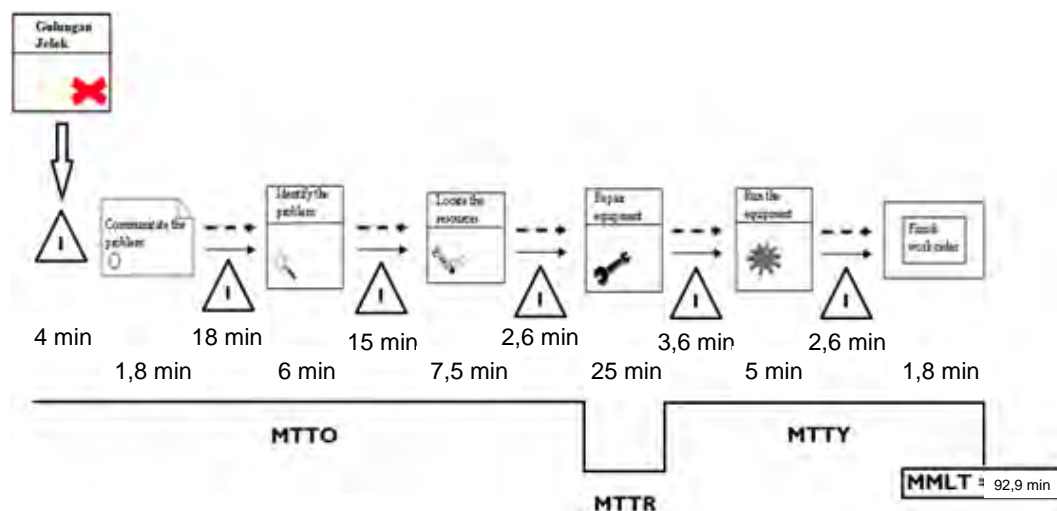 Gulungan
Jelek
Communicate the
problem
Identify the
problem
Locate the
resources
Repair
equipment
Run the
equipment
Finish
work order
I
I
I
I
I
I
4 min
18 min
15 min
2,6 min
3,6 min
2,6 min
1,8 min
6 min
7,5 min
25 min
5 min
1,8 min
MTTO
MTTY
MTTR
MMLT = 92,9 min